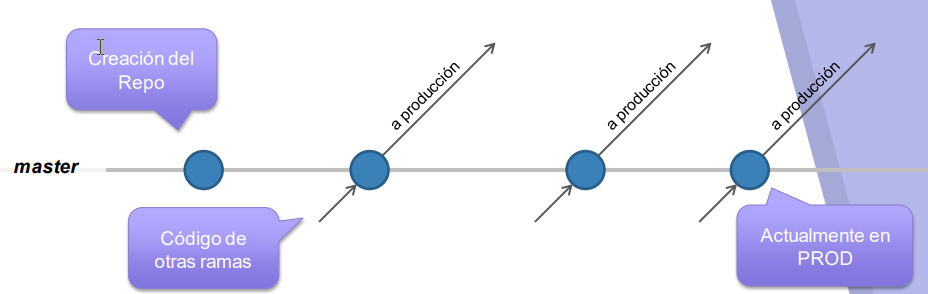 Creación del
Repo
a producción
a producción
a producción
master
Código de
otras ramas
Actualmente en
PROD